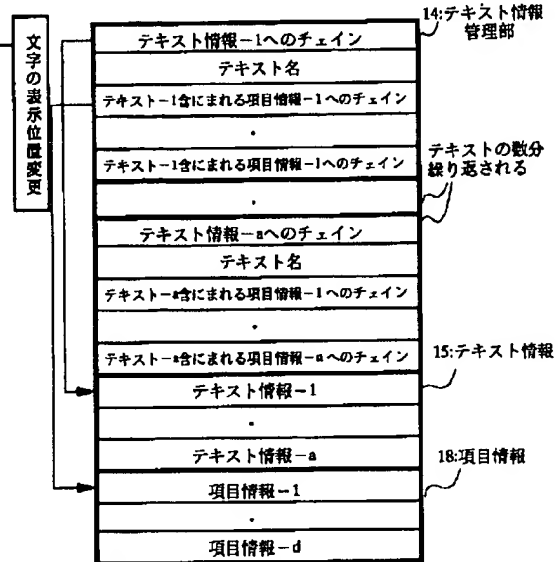 文字の表示位置変更
テキスト情報-1へのチェイン
テキスト名
テキスト-1含にまれる項目情報-1へのチェイン
・
テキスト-1含にまれる項目情報-1へのチェイン
・
テキスト情報-aへのチェイン
テキスト名
テキスト-a含にまれる項目情報-1へのチェイン
・
テキスト-a含にまれる項目情報-aへのチェイン
テキスト情報-1
・
テキスト情報-a
項目情報-1
・
項目情報-d
14:テキスト情報
管理部
テキストの数分
繰り返される
15:テキスト情報
18:項目情報